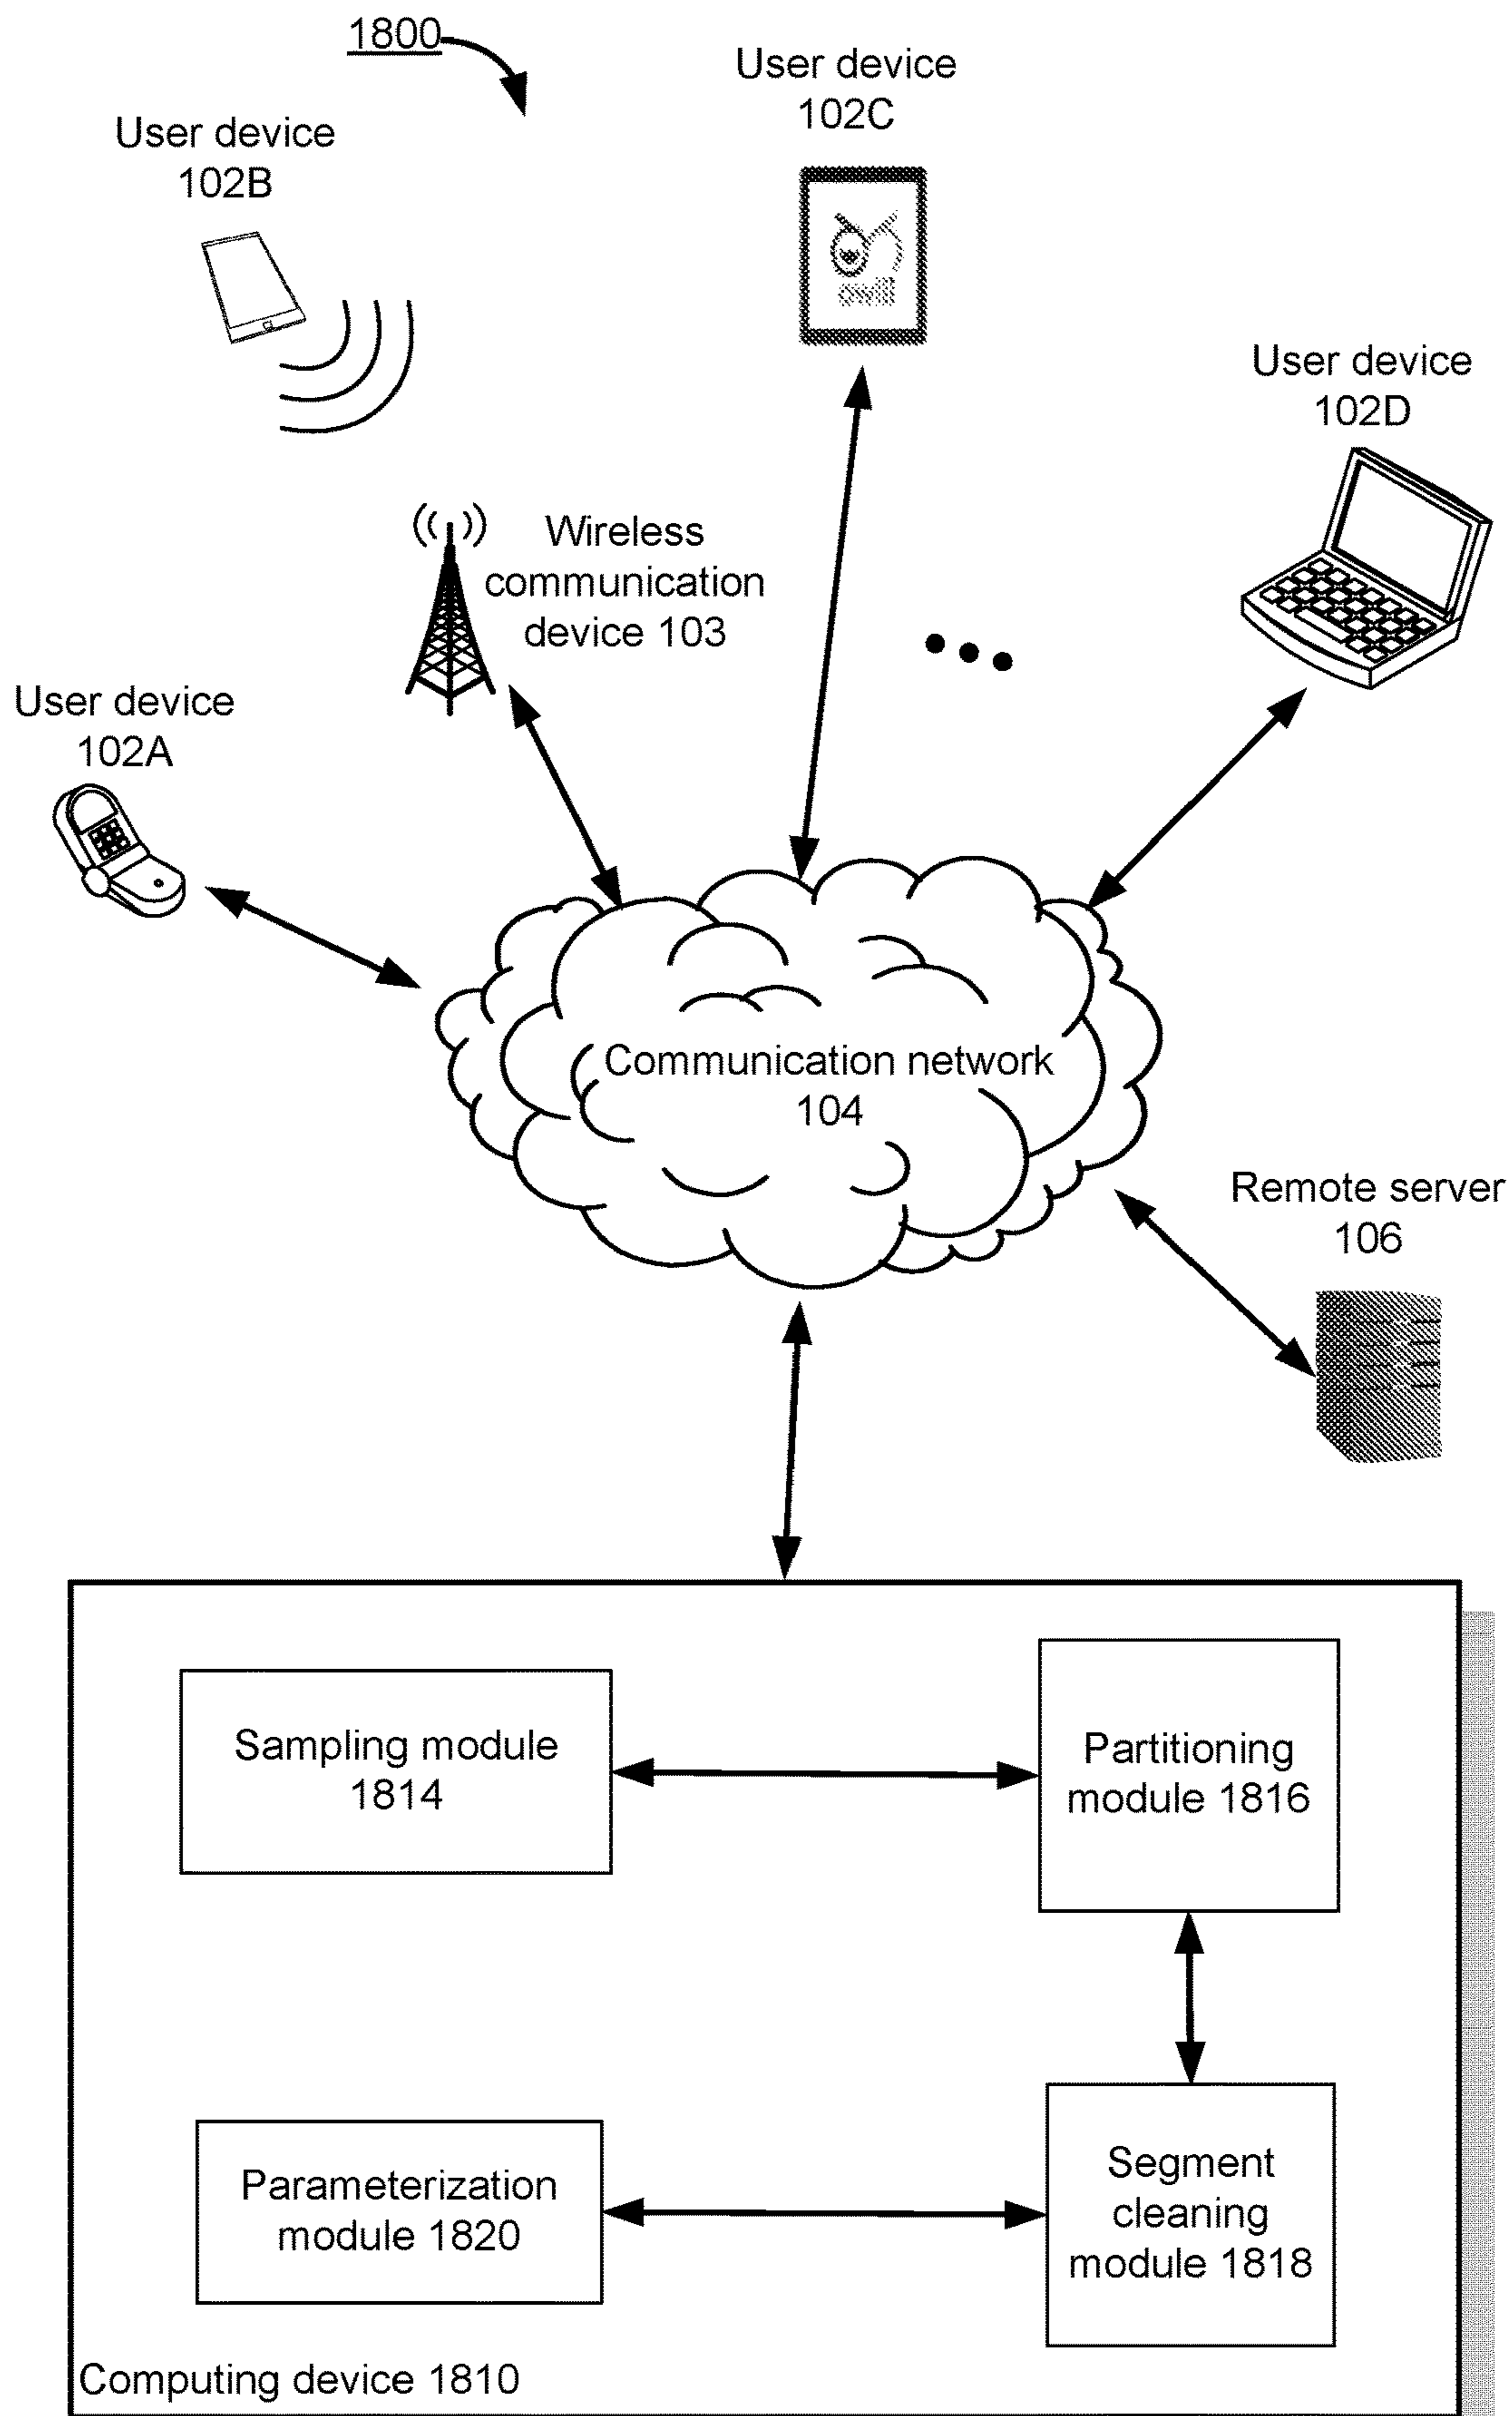 1800
User device
102C
User device
102B
User device
102D
Wireless
communication
device 103
User device
102A
Communication network
104
Remote server
106
Sampling module
1814
Partitioning
module 1816
Parameterization
module 1820
Segment
cleaning
module 1818
Computing device 1810